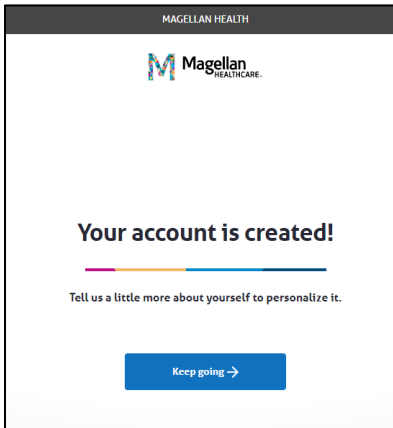 MAGELLAN HEALTH
Magellan
HEALTHCARE.
Your account is created!
Tell us a little more about yourself to personalize it.
Keep going →